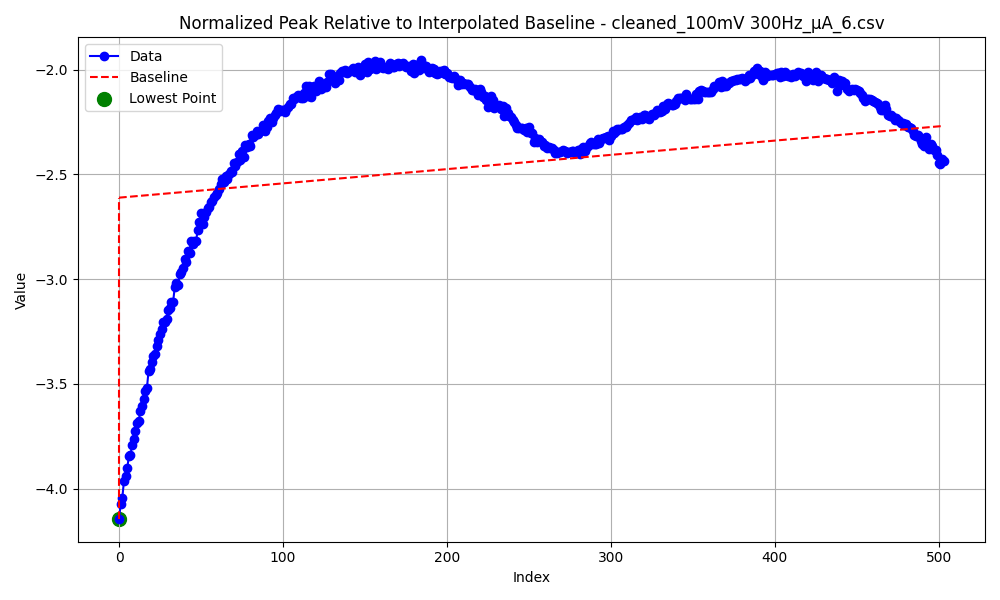 Normalized Peak Relative to Interpolated Baseline - cleaned_100mV 300Hz_µA_6.csv
Data
Baseline
Lowest Point
Value
−2.0
−2.5
−3.0
−3.5
−4.0
0 100 200 300 400 500
Index